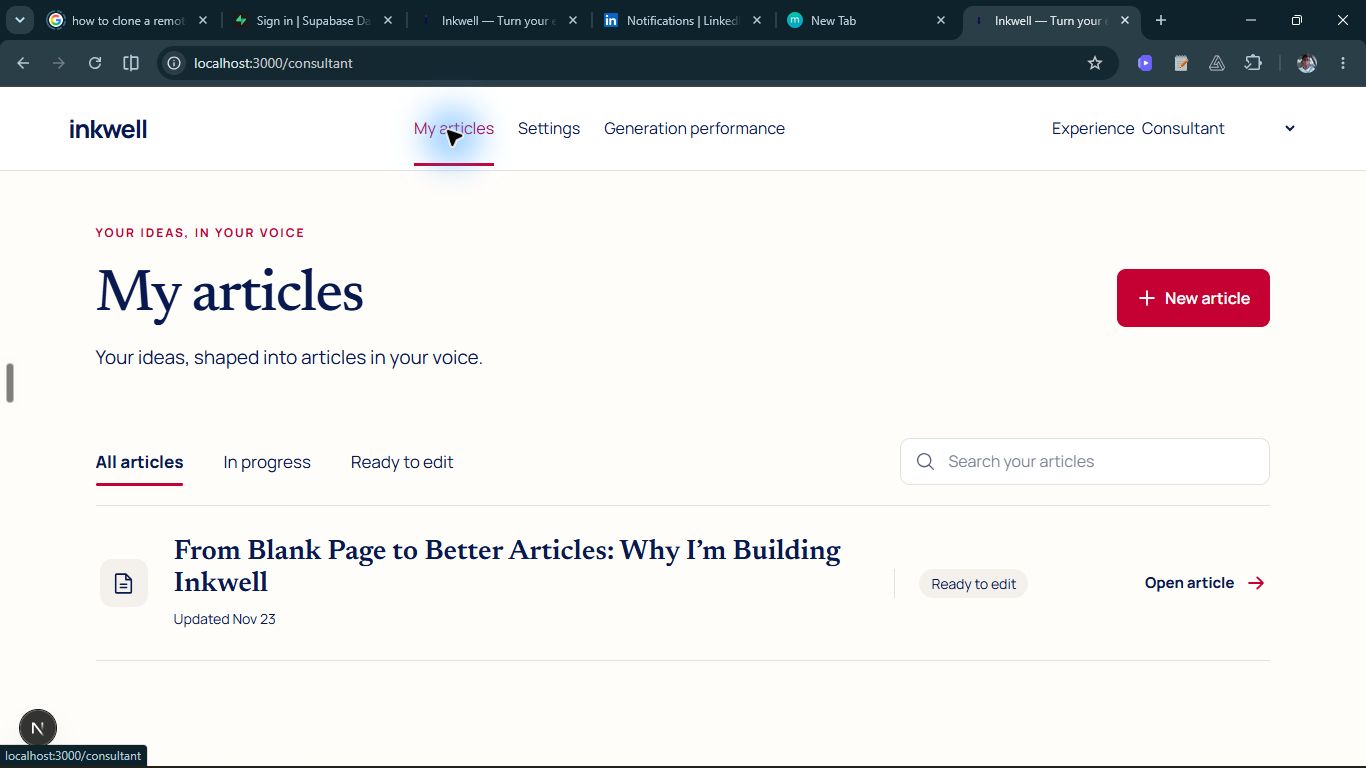 how to clone a remot
Sign in | Supabase Da
Inkwell — Turn your e
Notifications | Linked
New Tab
Inkwell — Turn your e
localhost:3000/consultant
inkwell
My articles
Settings
Generation performance
Experience Consultant
YOUR IDEAS, IN YOUR VOICE
My articles
New article
Your ideas, shaped into articles in your voice.
All articles
In progress
Ready to edit
Search your articles
From Blank Page to Better Articles: Why I’m Building
Inkwell
Ready to edit
Open article
Updated Nov 23
N
localhost:3000/consultant